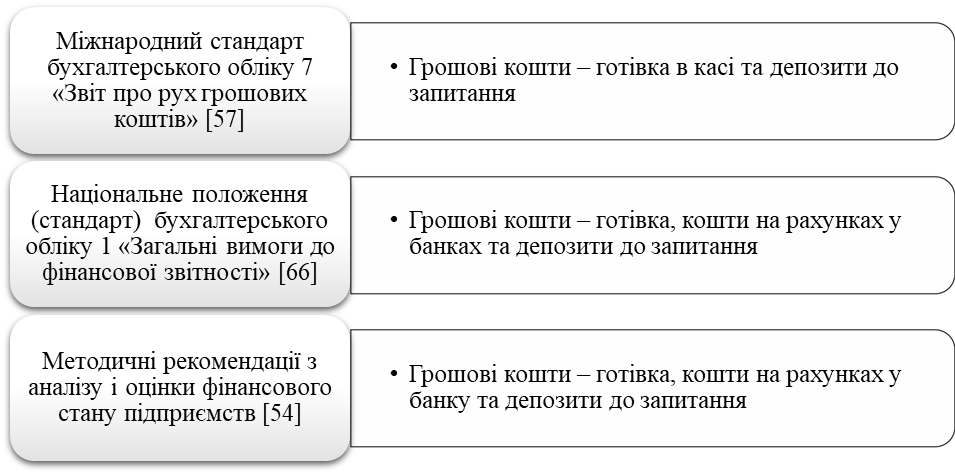 Міжнародний стандарт
бухгалтерського обліку 7
«Звіт про рух грошових
коштів» [57]
• Грошові кошти – готівка в касі та депозити до
запитання
Національне положення
(стандарт) бухгалтерського
обліку 1 «Загальні вимоги до
фінансової звітності» [66]
• Грошові кошти – готівка, кошти на рахунках у
банках та депозити до запитання
Методичні рекомендації з
аналізу і оцінки фінансового
стану підприємств [54]
• Грошові кошти – готівка, кошти на рахунках у
банку та депозити до запитання